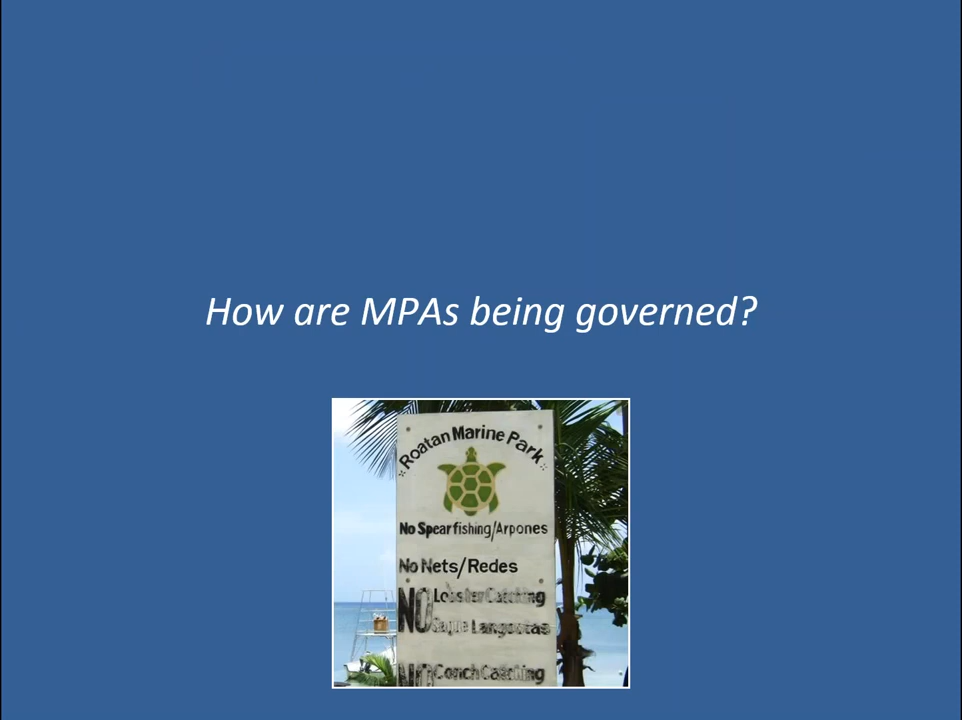 How are MPAs being governed?
Roatan Marine Park
No Spearfishing/Arpones
No Nets/Redes
NO Lobster Catching
Saque Langostas
NO Conch Catching